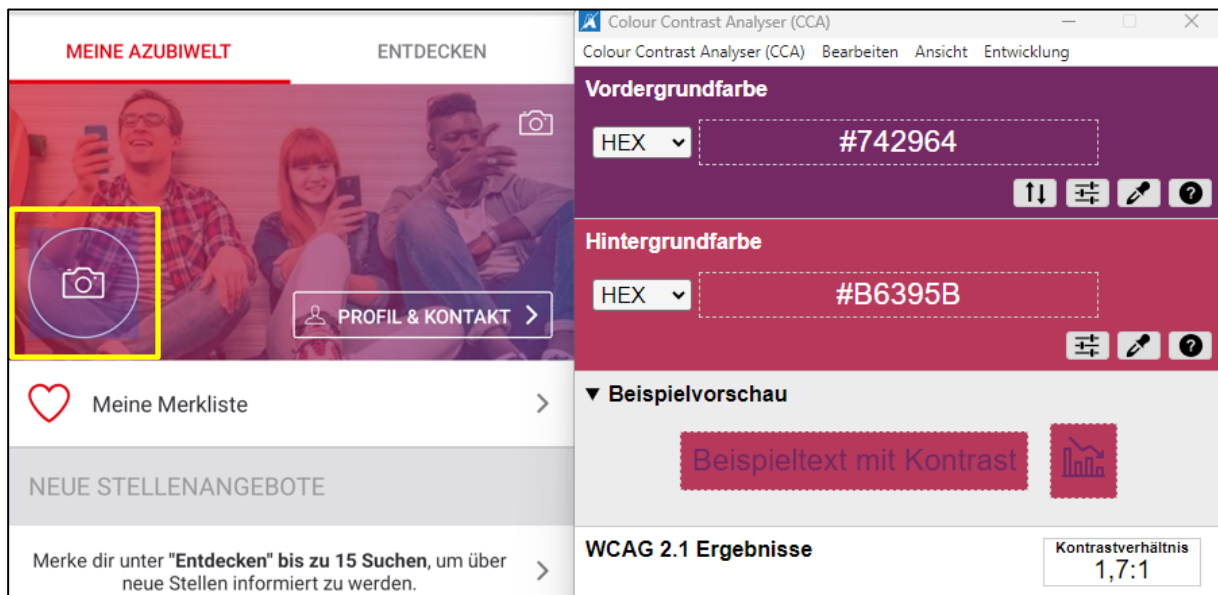 MEINE AZUBIWELT
ENTDECKEN
PROFIL & KONTAKT
Meine Merkliste
NEUE STELLENANGEBOTE
Merke dir unter "Entdecken" bis zu 15 Suchen, um über
neue Stellen informiert zu werden.
Colour Contrast Analyser (CCA)
Colour Contrast Analyser (CCA) Bearbeiten Ansicht Entwicklung
Vordergrundfarbe
HEX
#742964
Hintergrundfarbe
HEX
#B6395B
▼ Beispielvorschau
Beispieltext mit Kontrast
WCAG 2.1 Ergebnisse
Kontrastverhältnis
1,7:1